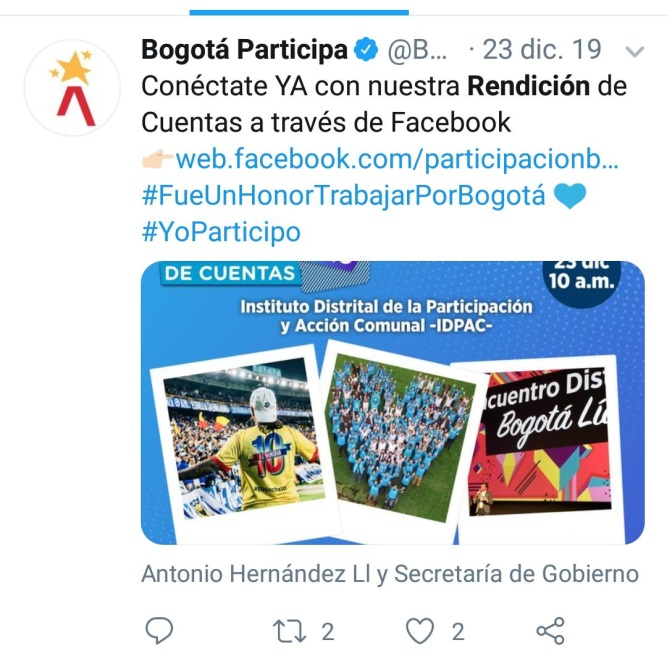 Bogotá Participa @B... · 23 dic. 19
Conéctate YA con nuestra Rendición de
Cuentas a través de Facebook
web.facebook.com/participacionb...
#FueUnHonorTrabajarPorBogotá
#YoParticipo
DE CUENTAS
23 dic
10 a.m.
Instituto Distrital de la Participación
y Acción Comunal -IDPAC-
10
cuentro Dis
Bogotá Lú
Antonio Hernández Ll y Secretaría de Gobierno
2
2